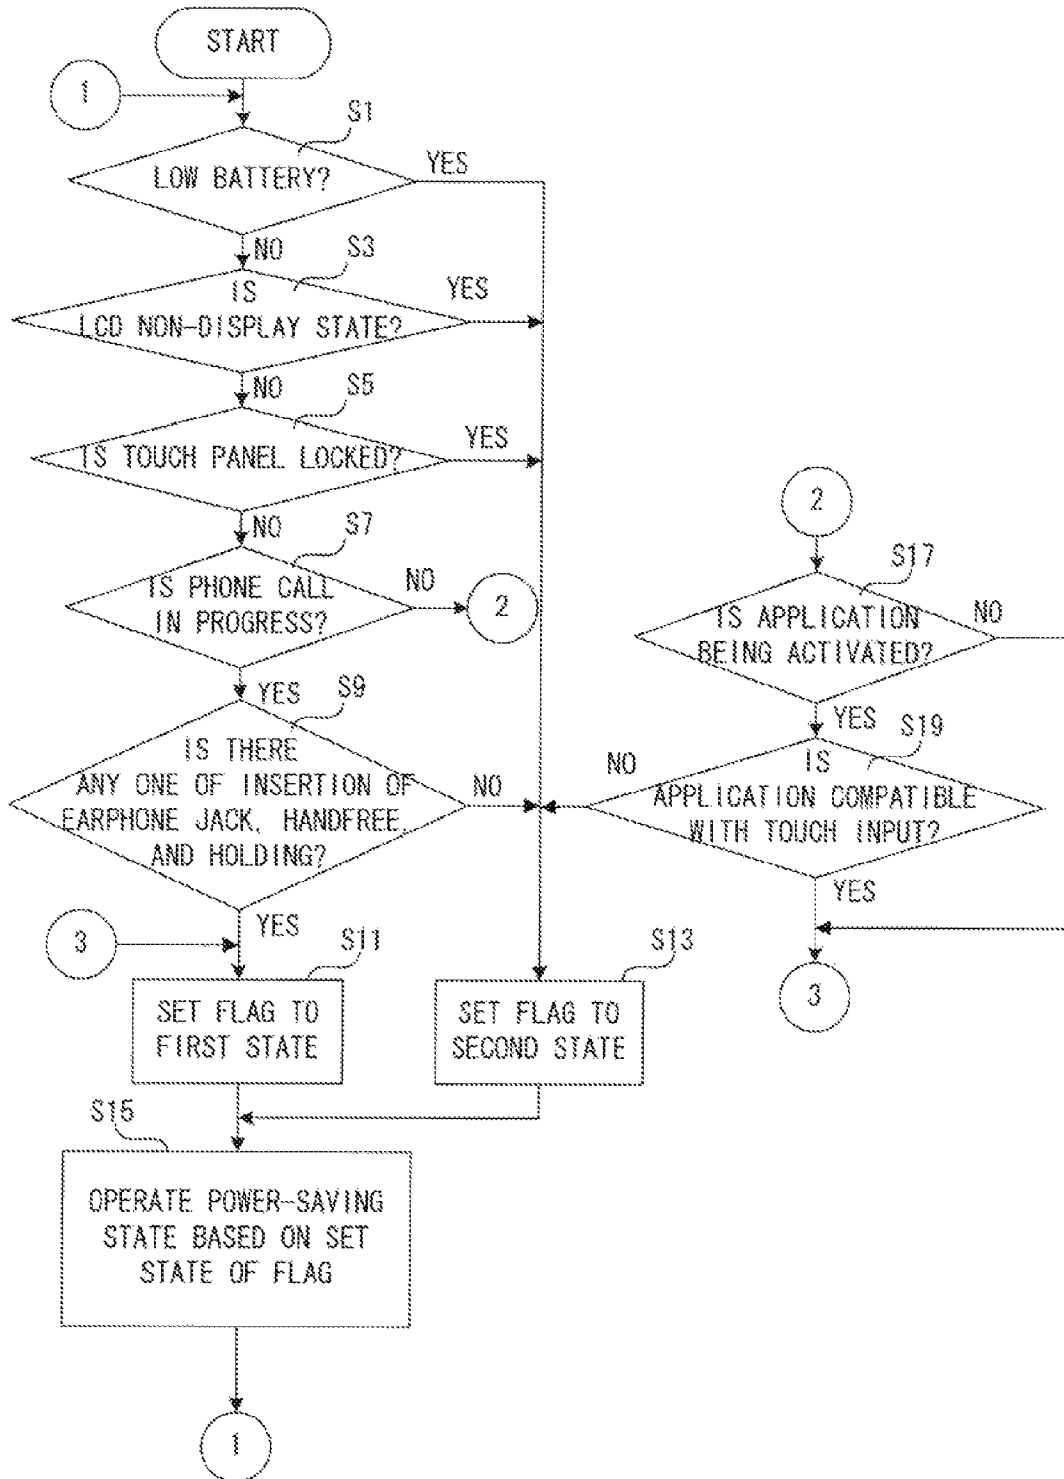 START
1
S1
LOW BATTERY?
YES
NO
S3
IS
LCD NON-DISPLAY STATE?
YES
NO
S5
IS TOUCH PANEL LOCKED?
YES
NO
S7
IS PHONE CALL
IN PROGRESS?
NO
2
YES
S9
IS THERE
ANY ONE OF INSERTION OF
EARPHONE JACK, HANDFREE,
AND HOLDING?
NO
YES
3
S11
SET FLAG TO
FIRST STATE
S13
SET FLAG TO
SECOND STATE
S15
OPERATE POWER-SAVING
STATE BASED ON SET
STATE OF FLAG
1
2
S17
IS APPLICATION
BEING ACTIVATED?
NO
YES
S19
IS
APPLICATION COMPATIBLE
WITH TOUCH INPUT?
NO
YES
3